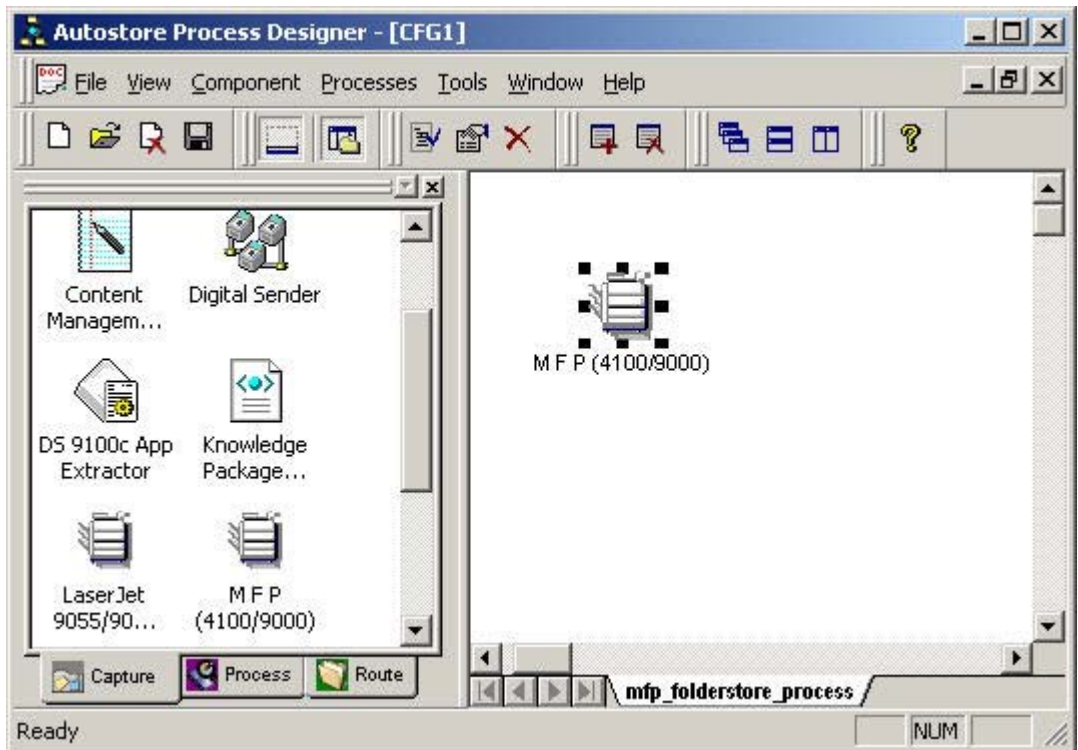 Autostore Process Designer - [CFG1]
DOC File View Component Processes Tools Window Help
Content
Managem...
Digital Sender
DS 9100c App
Extractor
Knowledge
Package...
LaserJet
9055/90...
M F P
(4100/9000)
M F P (4100/9000)
Capture Process Route
mfp_folderstore_process
Ready
NUM